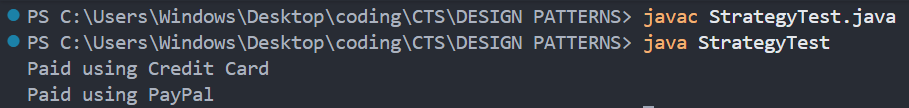 PS C:\Users\Windows\Desktop\coding\CTS\DESIGN PATTERNS> javac StrategyTest.java
PS C:\Users\Windows\Desktop\coding\CTS\DESIGN PATTERNS> java StrategyTest
Paid using Credit Card
Paid using PayPal